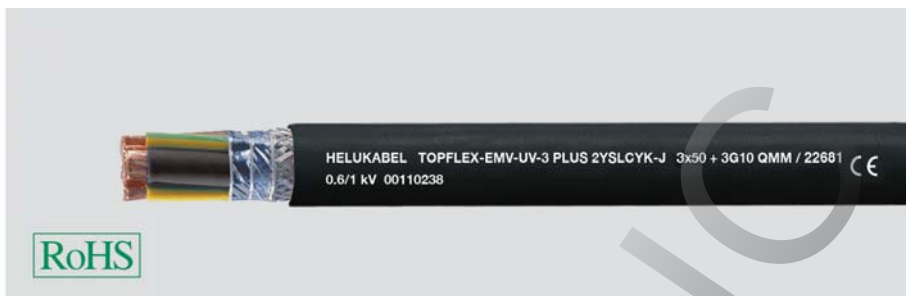 HELUKABEL TOPFLEX-EMV-UV-3 PLUS 2YSLCYK-J 3x50 + 3G10 QMM / 22681 CE
0.6/1 kV 00110238
RoHS